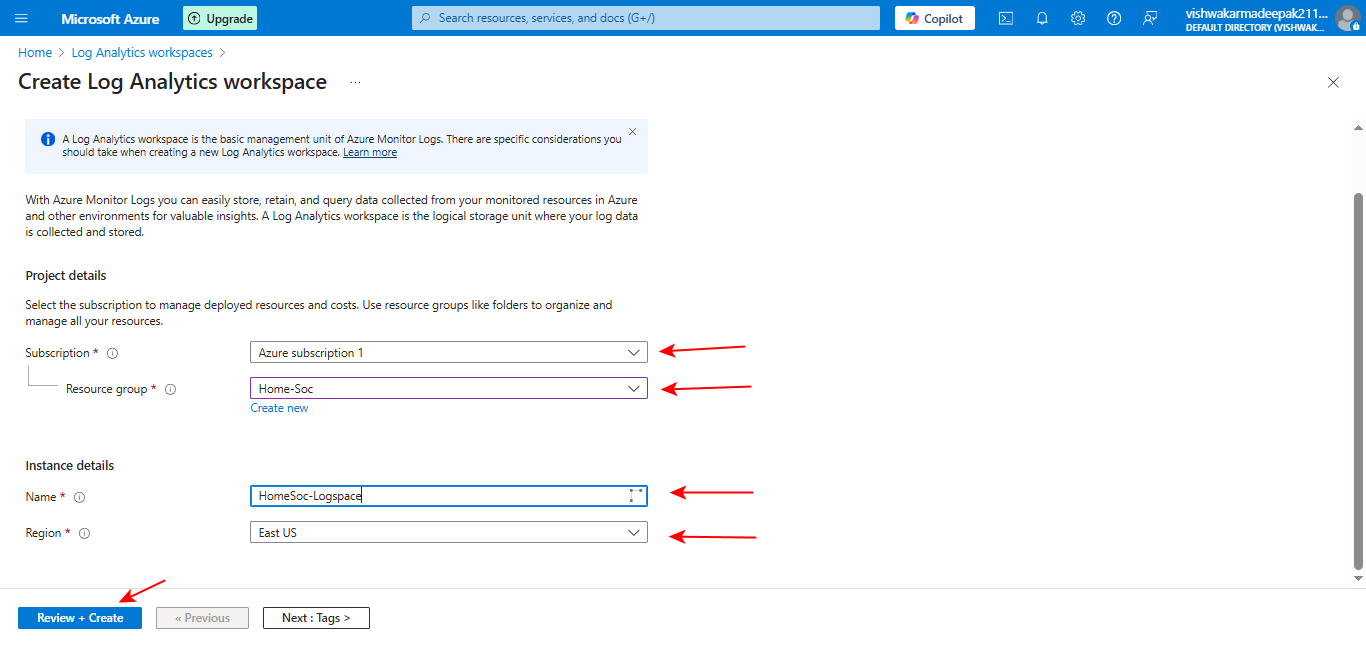 Microsoft Azure
Upgrade
Search resources, services, and docs (G+/)
Copilot
vishwakarmadeepak211...
DEFAULT DIRECTORY (VISHWAK...
Home > Log Analytics workspaces >
Create Log Analytics workspace ...
A Log Analytics workspace is the basic management unit of Azure Monitor Logs. There are specific considerations you
should take when creating a new Log Analytics workspace. Learn more
With Azure Monitor Logs you can easily store, retain, and query data collected from your monitored resources in Azure
and other environments for valuable insights. A Log Analytics workspace is the logical storage unit where your log data
is collected and stored.
Project details
Select the subscription to manage deployed resources and costs. Use resource groups like folders to organize and
manage all your resources.
Subscription *
Azure subscription 1
Resource group *
Home-Soc
Create new
Instance details
Name *
HomeSoc-Logspace
Region *
East US
Review + Create
« Previous
Next : Tags >